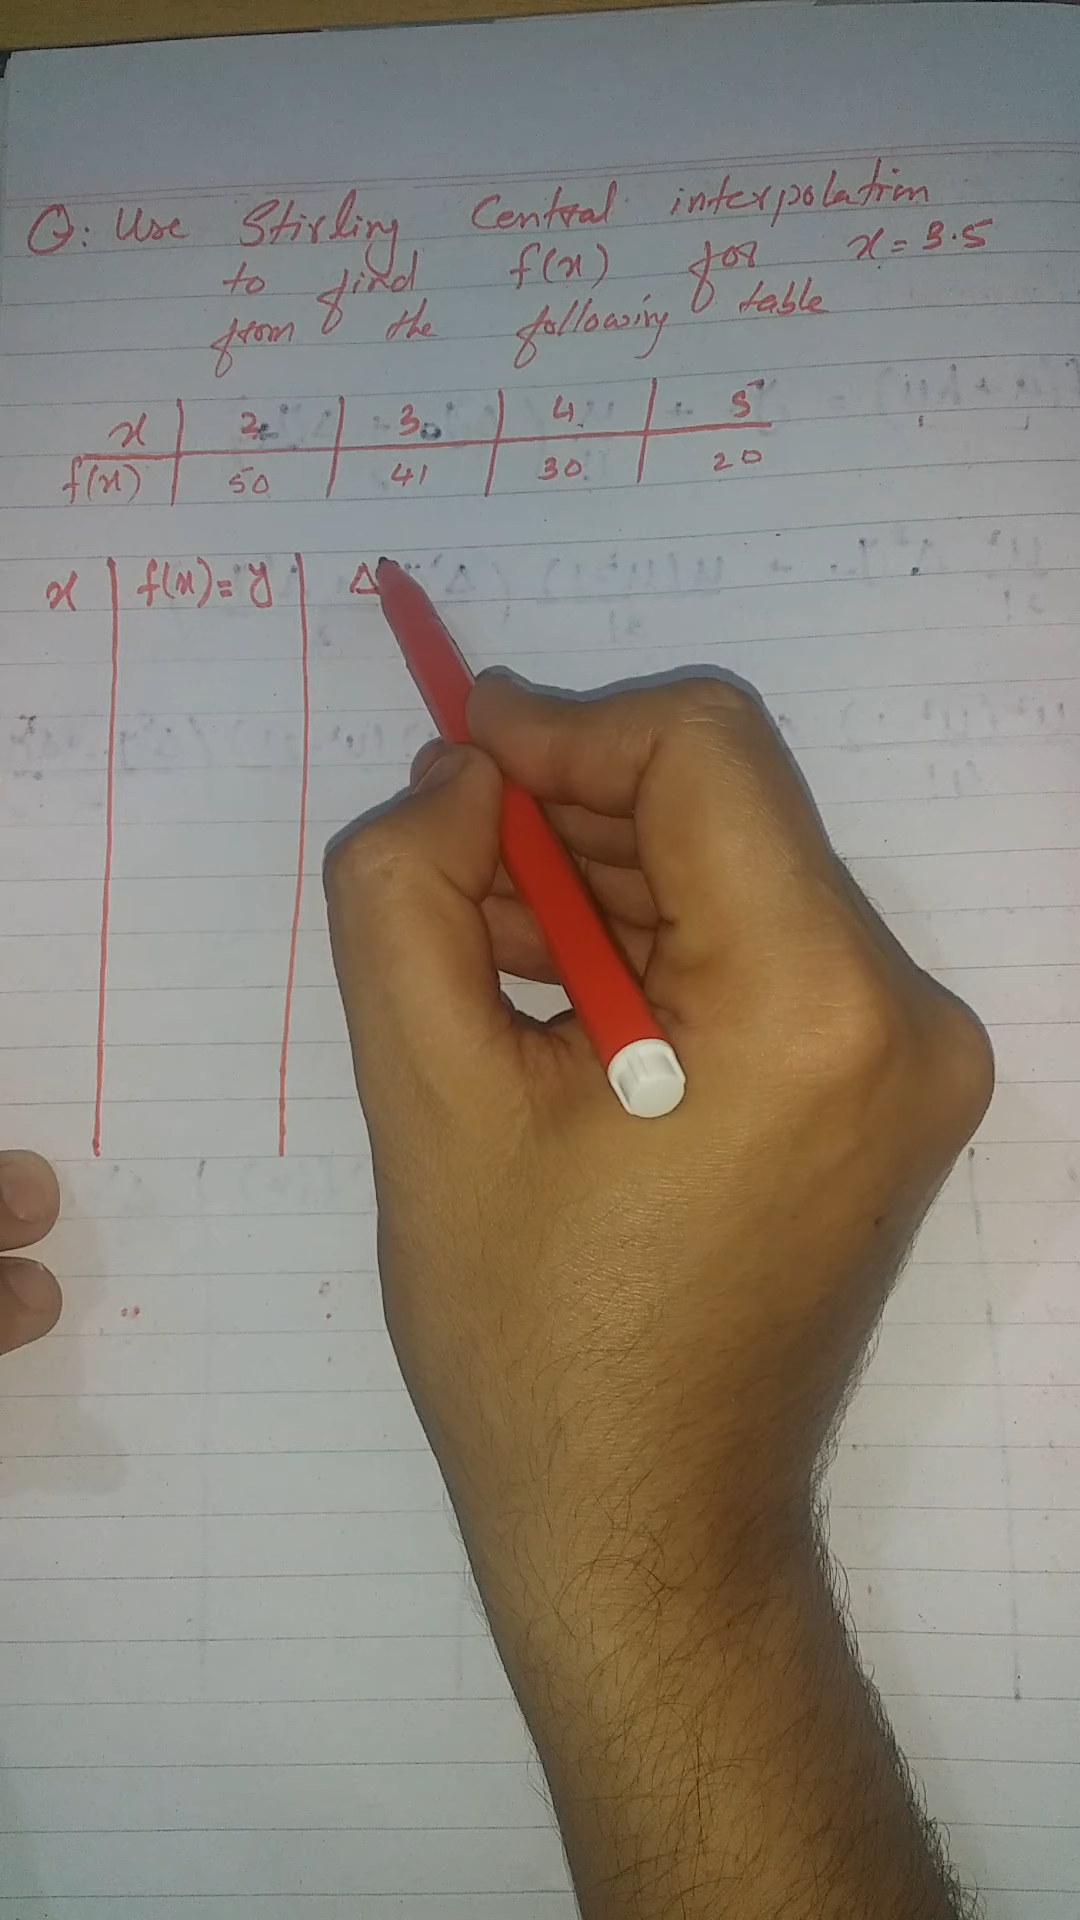 Q: Use Stirling Central interpolation
to find f(x) for x = 3.5
from the following table
x 2 3 4 5
f(x) 50 41 30 20
x f(x) = y Δ